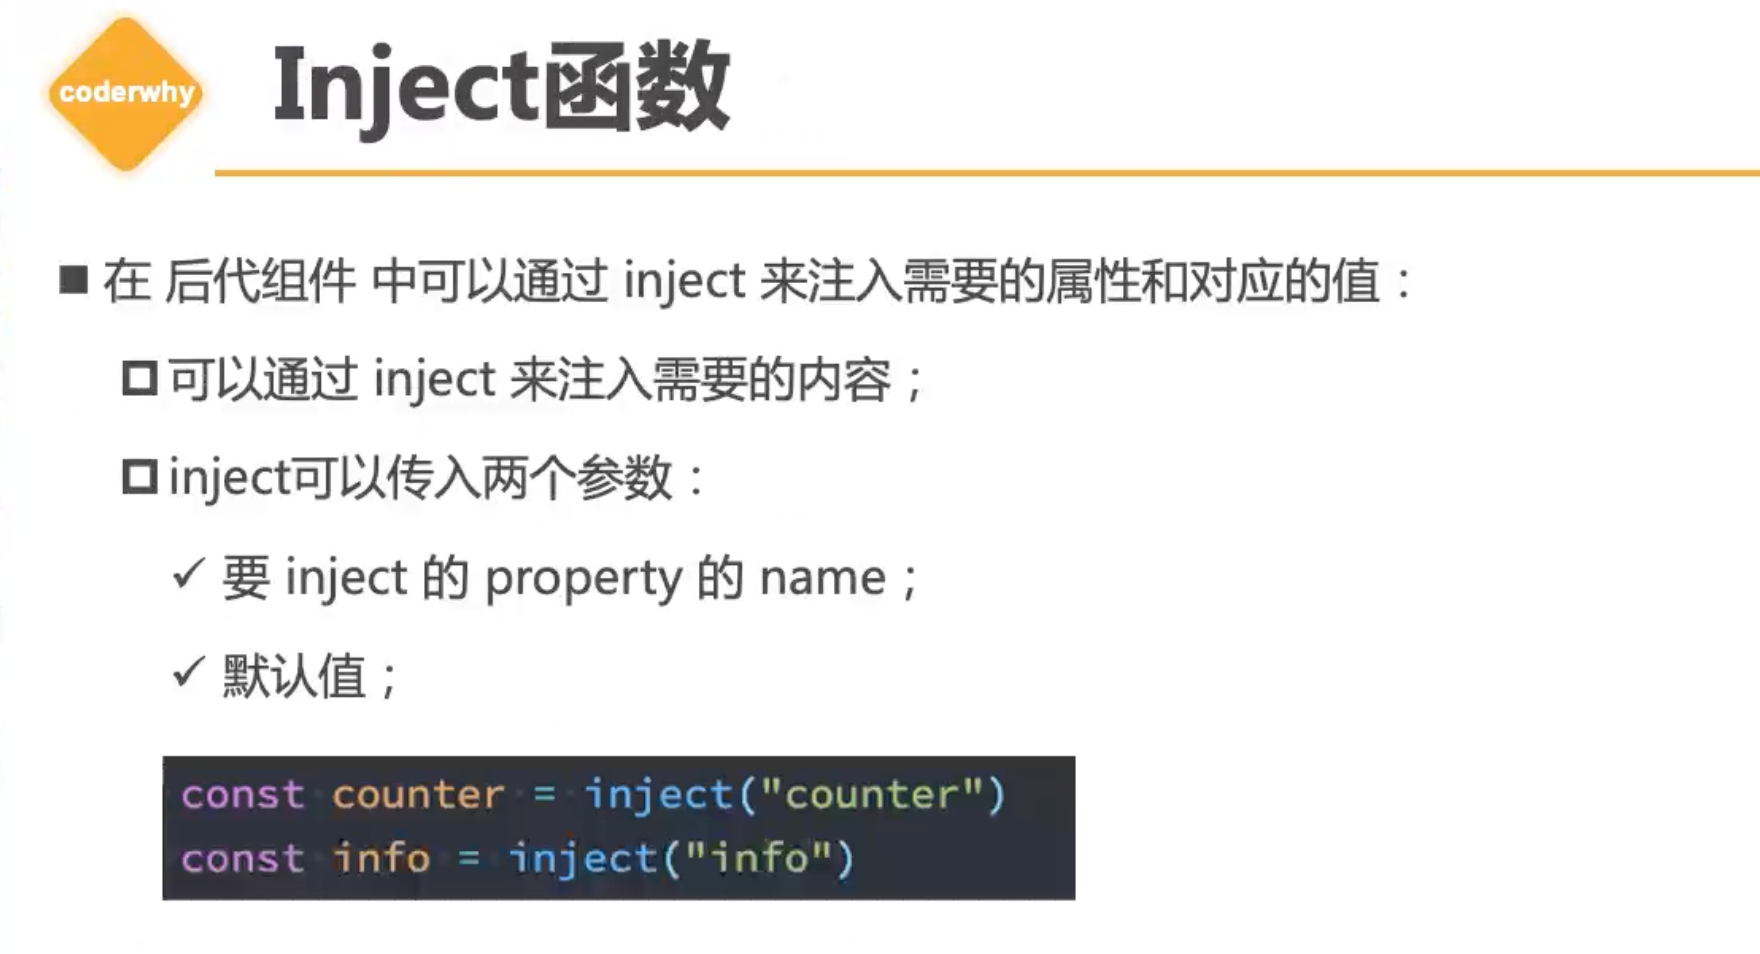 coderwhy
Inject函数
在 后代组件 中可以通过 inject 来注入需要的属性和对应的值：
可以通过 inject 来注入需要的内容；
inject可以传入两个参数：
✓ 要 inject 的 property 的 name；
✓ 默认值；
const counter = inject("counter")
const info = inject("info")